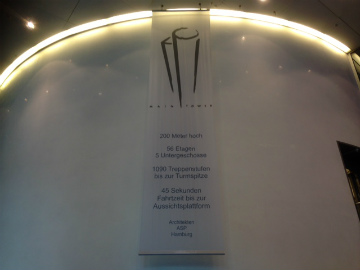 MAIN TOWER
200 Meter hoch
56 Etagen
5 Untergeschosse
1090 Treppenstufen
bis zur Turmspitze
45 Sekunden
Fahrtzeit bis zur
Aussichtsplattform
Architekten
ASP
Hamburg